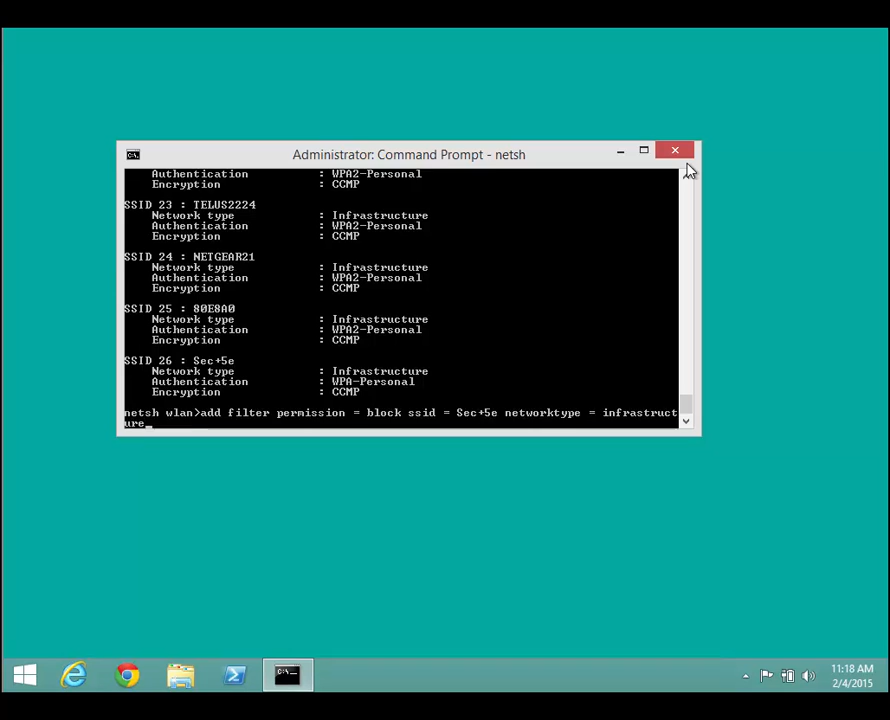 Administrator: Command Prompt - netsh
Authentication : WPA2-Personal
Encryption : CCMP
SSID 23 : TELUS2224
Network type : Infrastructure
Authentication : WPA2-Personal
Encryption : CCMP
SSID 24 : NETGEAR21
Network type : Infrastructure
Authentication : WPA2-Personal
Encryption : CCMP
SSID 25 : 80E8A0
Network type : Infrastructure
Authentication : WPA2-Personal
Encryption : CCMP
SSID 26 : Sec+5e
Network type : Infrastructure
Authentication : WPA-Personal
Encryption : CCMP
netsh wlan>add filter permission = block ssid = Sec+5e networktype = infrastruct
ure_
11:18 AM
2/4/2015